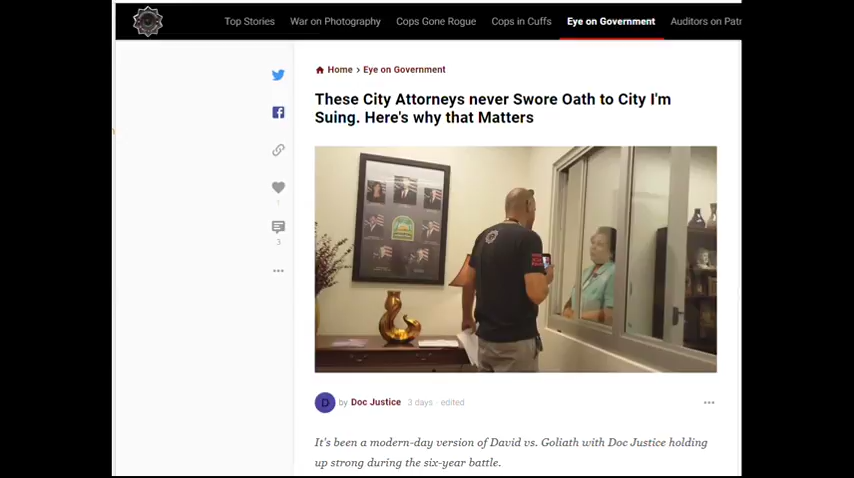 Top Stories War on Photography Cops Gone Rogue Cops in Cuffs Eye on Government Auditors on Patr
Home › Eye on Government
These City Attorneys never Swore Oath to City I'm
Suing. Here's why that Matters
1
3
D by Doc Justice 3 days · edited
It's been a modern-day version of David vs. Goliath with Doc Justice holding
up strong during the six-year battle.